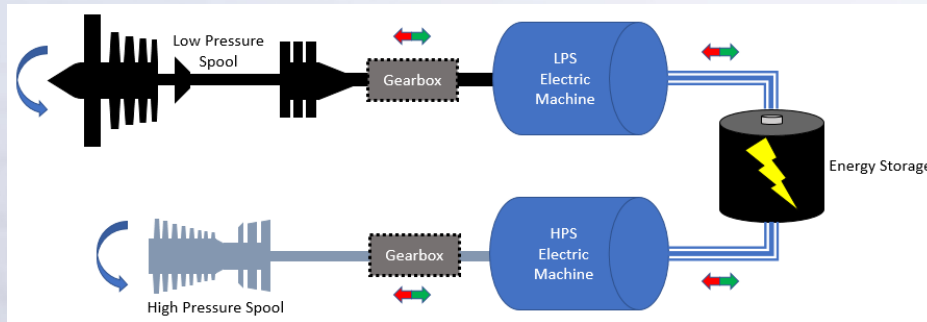 Low Pressure
Spool
Gearbox
LPS
Electric
Machine
Energy Storage
High Pressure Spool
Gearbox
HPS
Electric
Machine